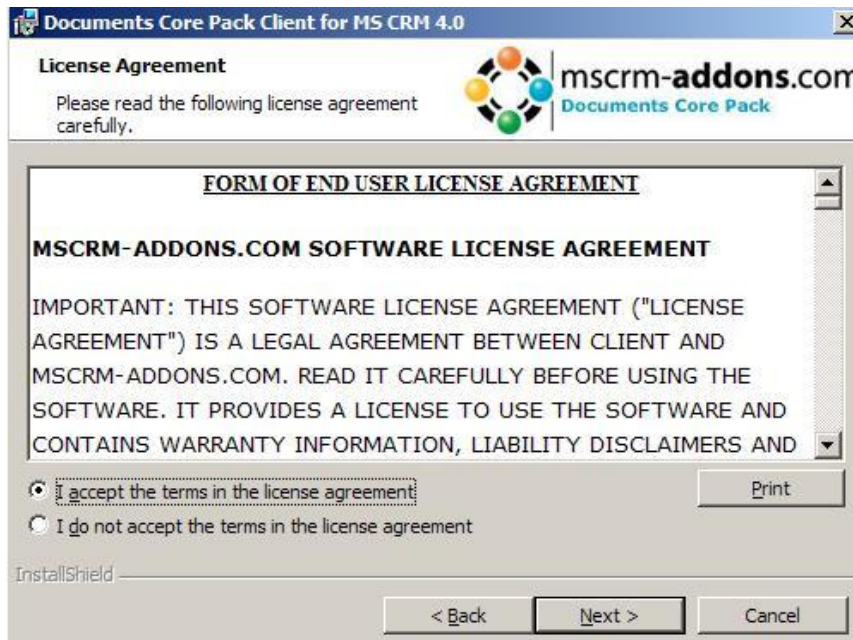 Documents Core Pack Client for MS CRM 4.0
License Agreement
Please read the following license agreement
carefully.
mscrm-addons.com
Documents Core Pack
FORM OF END USER LICENSE AGREEMENT
MSCRM-ADDONS.COM SOFTWARE LICENSE AGREEMENT
IMPORTANT: THIS SOFTWARE LICENSE AGREEMENT ("LICENSE
AGREEMENT") IS A LEGAL AGREEMENT BETWEEN CLIENT AND
MSCRM-ADDONS.COM. READ IT CAREFULLY BEFORE USING THE
SOFTWARE. IT PROVIDES A LICENSE TO USE THE SOFTWARE AND
CONTAINS WARRANTY INFORMATION, LIABILITY DISCLAIMERS AND
I accept the terms in the license agreement
Print
I do not accept the terms in the license agreement
InstallShield
< Back
Next >
Cancel